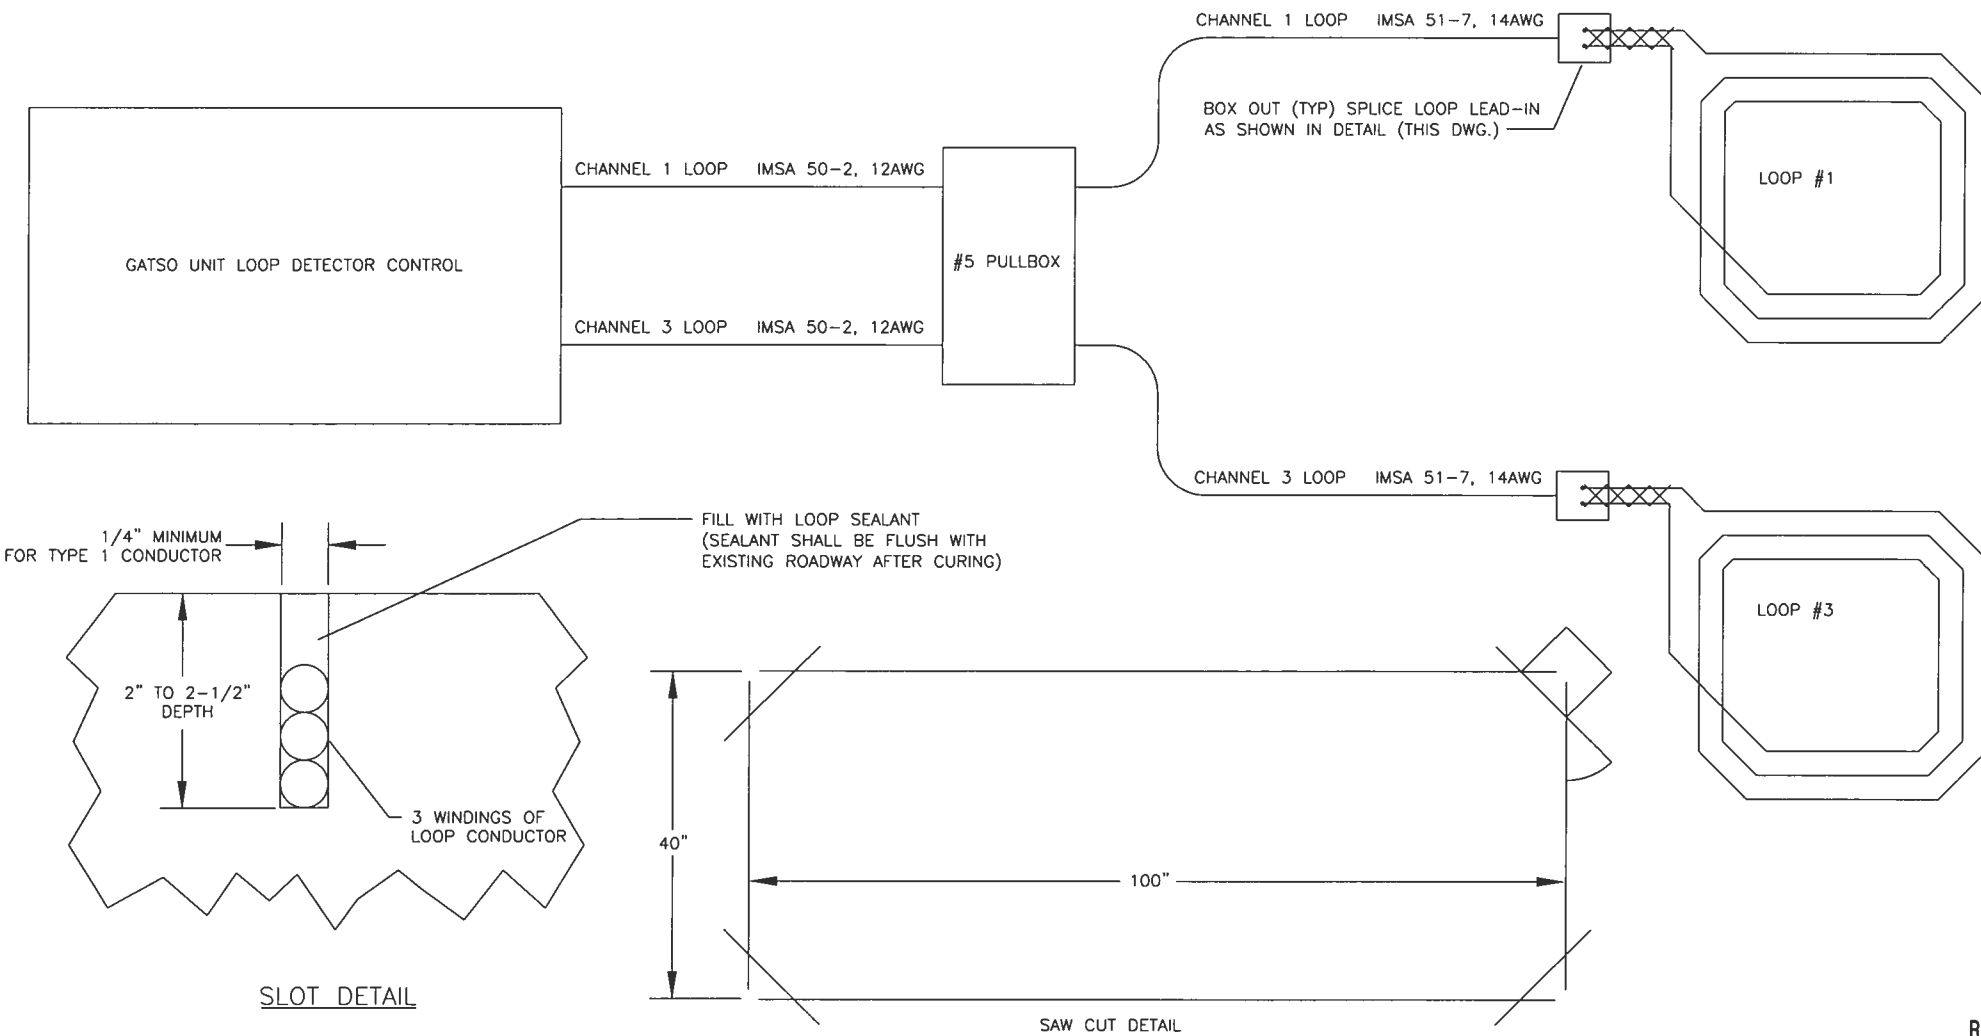 CHANNEL 1 LOOP IMSA 51-7, 14AWG
BOX OUT (TYP) SPLICE LOOP LEAD-IN
AS SHOWN IN DETAIL (THIS DWG.)
LOOP #1
CHANNEL 1 LOOP IMSA 50-2, 12AWG
GATSO UNIT LOOP DETECTOR CONTROL
#5 PULLBOX
CHANNEL 3 LOOP IMSA 50-2, 12AWG
CHANNEL 3 LOOP IMSA 51-7, 14AWG
LOOP #3
1/4" MINIMUM
FOR TYPE 1 CONDUCTOR
FILL WITH LOOP SEALANT
(SEALANT SHALL BE FLUSH WITH
EXISTING ROADWAY AFTER CURING)
2" TO 2-1/2"
DEPTH
3 WINDINGS OF
LOOP CONDUCTOR
SLOT DETAIL
40"
100"
SAW CUT DETAIL
R